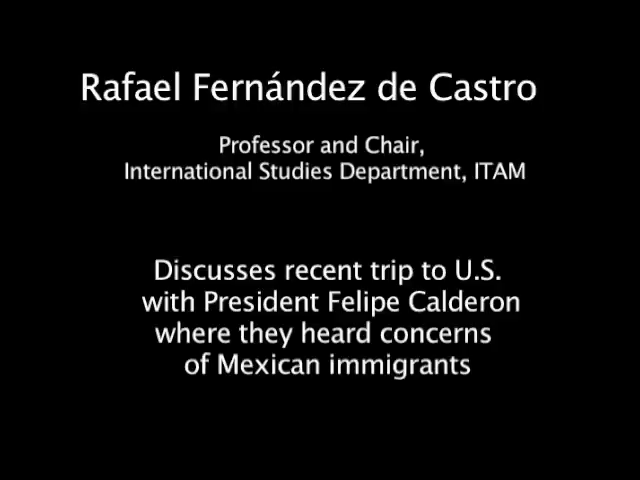 Rafael Fernández de Castro
Professor and Chair,
International Studies Department, ITAM
Discusses recent trip to U.S.
with President Felipe Calderon
where they heard concerns
of Mexican immigrants